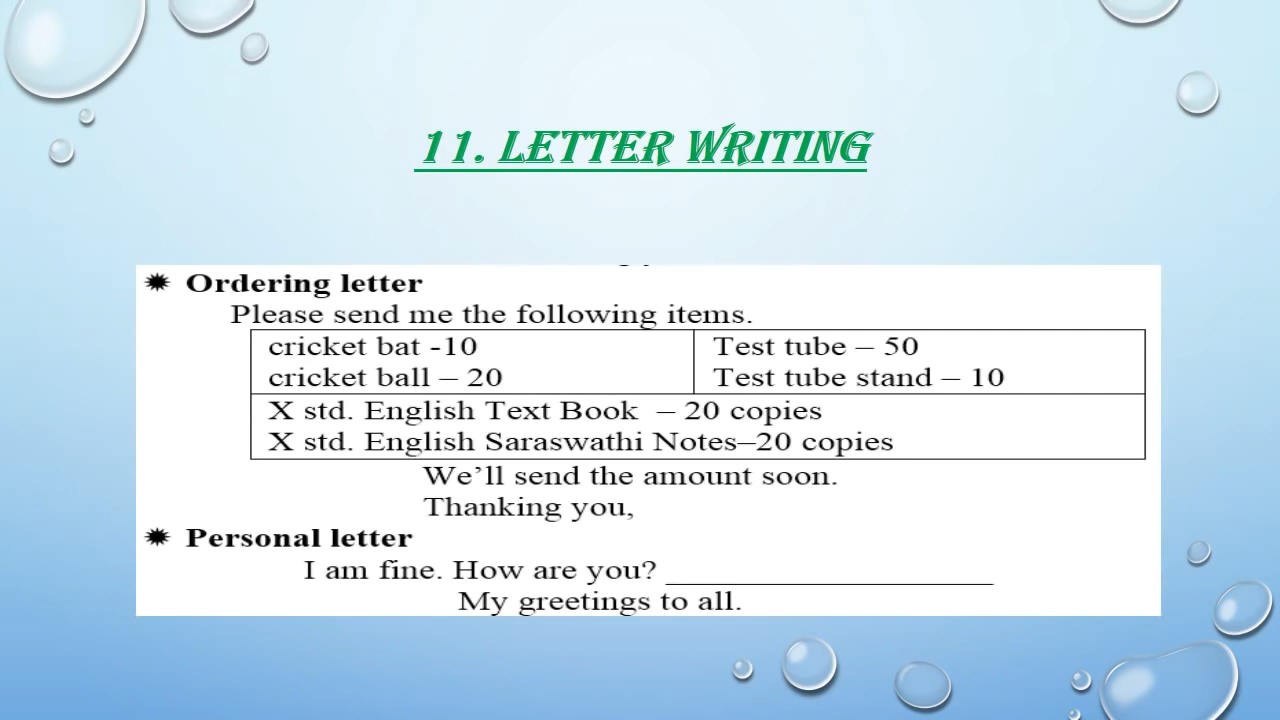 11. LETTER WRITING
✹ Ordering letter
Please send me the following items.
cricket bat -10
cricket ball – 20
Test tube – 50
Test tube stand – 10
X std. English Text Book – 20 copies
X std. English Saraswathi Notes–20 copies
We’ll send the amount soon.
Thanking you,
✹ Personal letter
I am fine. How are you? ____________________
My greetings to all.